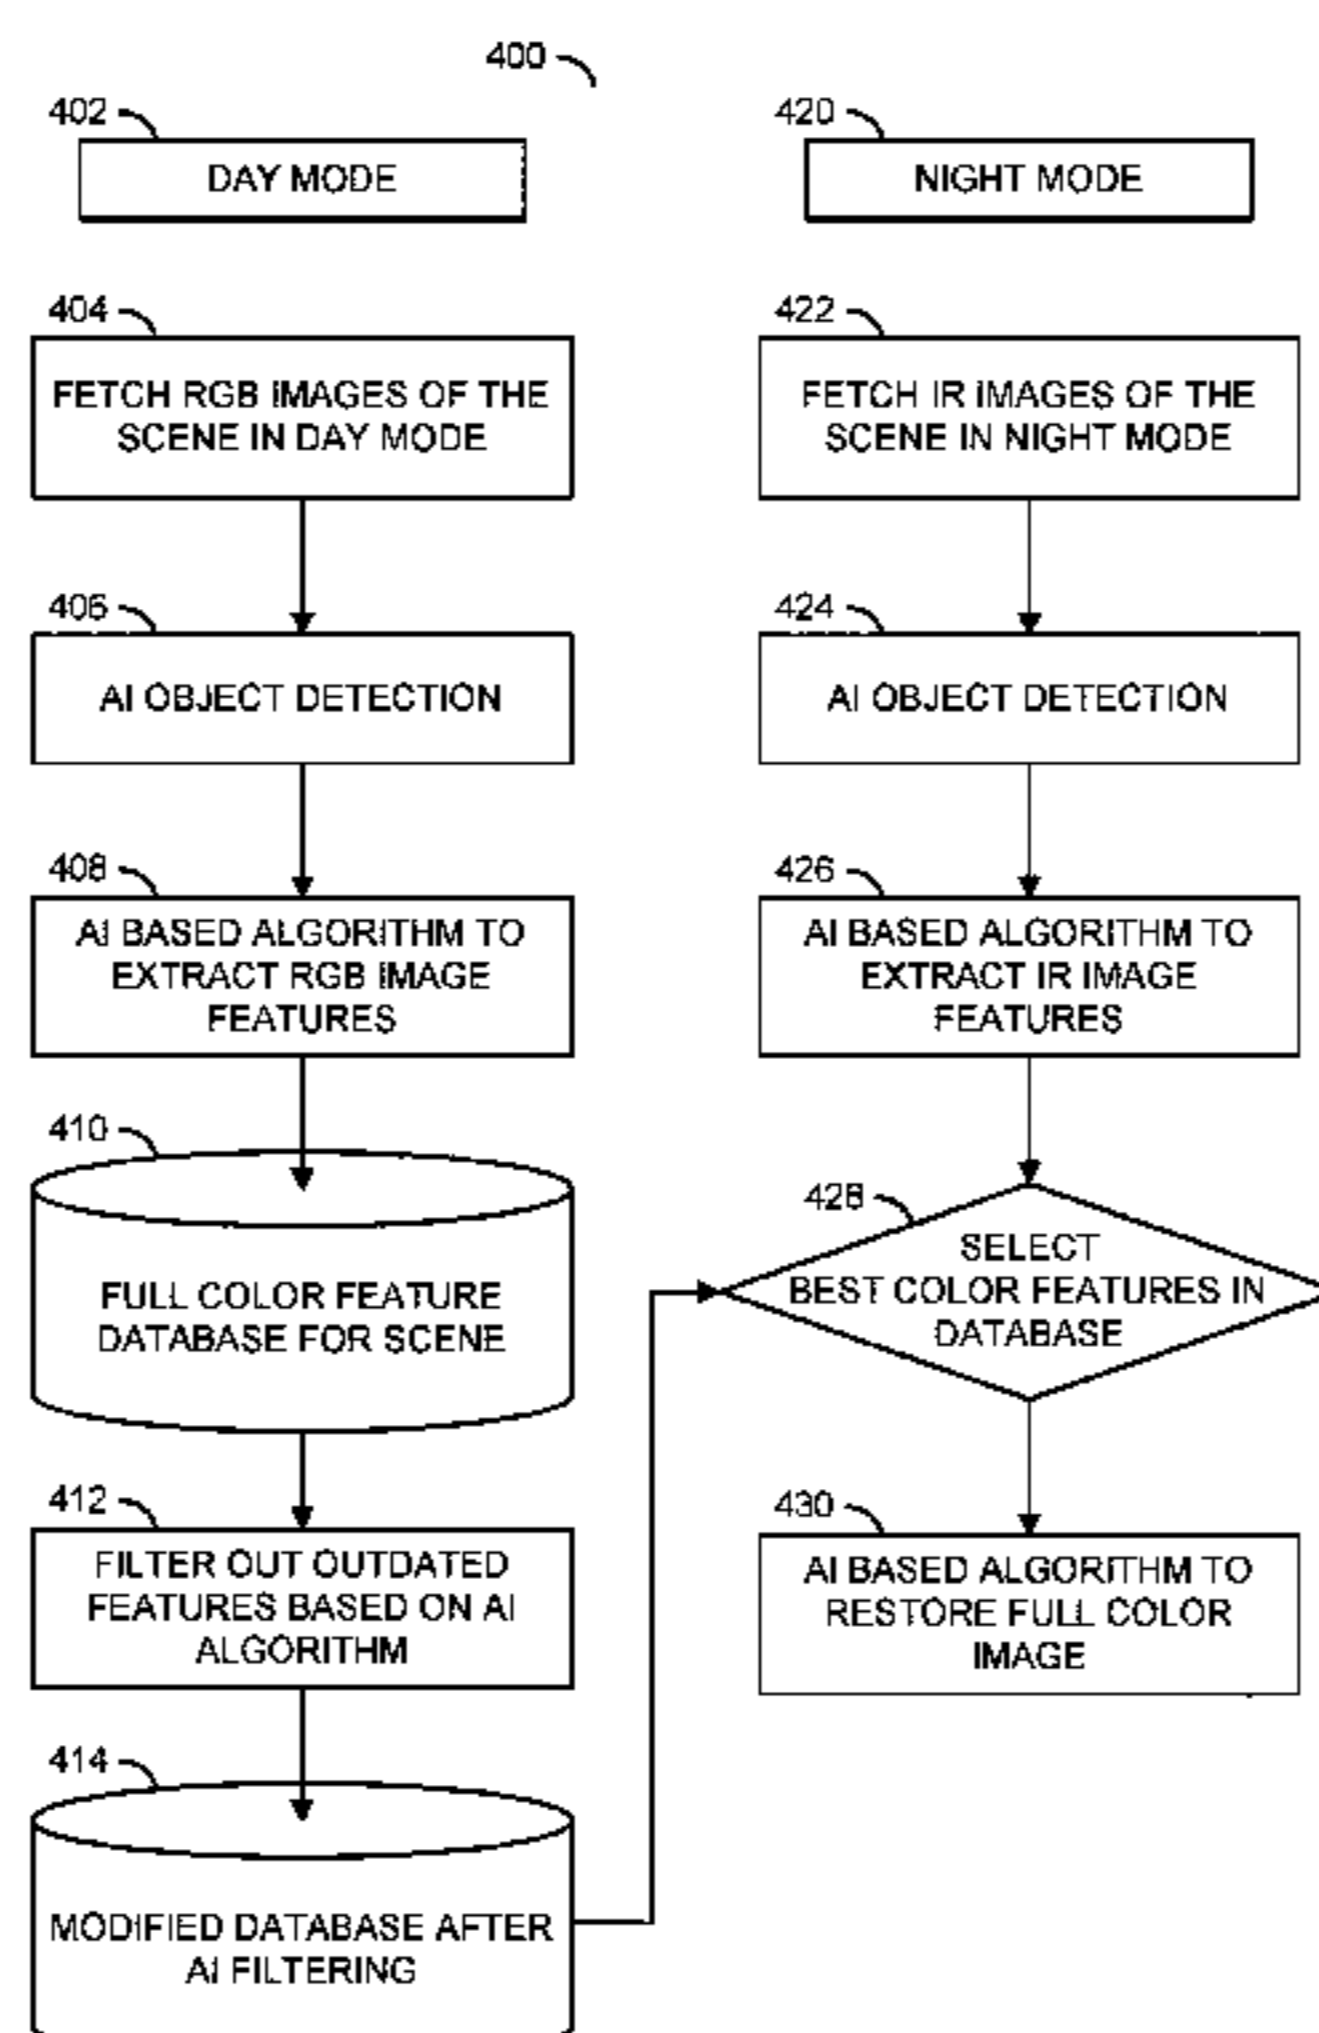 400
402
DAY MODE
404
FETCH RGB IMAGES OF THE
SCENE IN DAY MODE
406
AI OBJECT DETECTION
408
AI BASED ALGORITHM TO
EXTRACT RGB IMAGE
FEATURES
410
FULL COLOR FEATURE
DATABASE FOR SCENE
412
FILTER OUT OUTDATED
FEATURES BASED ON AI
ALGORITHM
414
MODIFIED DATABASE AFTER
AI FILTERING
420
NIGHT MODE
422
FETCH IR IMAGES OF THE
SCENE IN NIGHT MODE
424
AI OBJECT DETECTION
426
AI BASED ALGORITHM TO
EXTRACT IR IMAGE
FEATURES
428
SELECT
BEST COLOR FEATURES IN
DATABASE
430
AI BASED ALGORITHM TO
RESTORE FULL COLOR
IMAGE